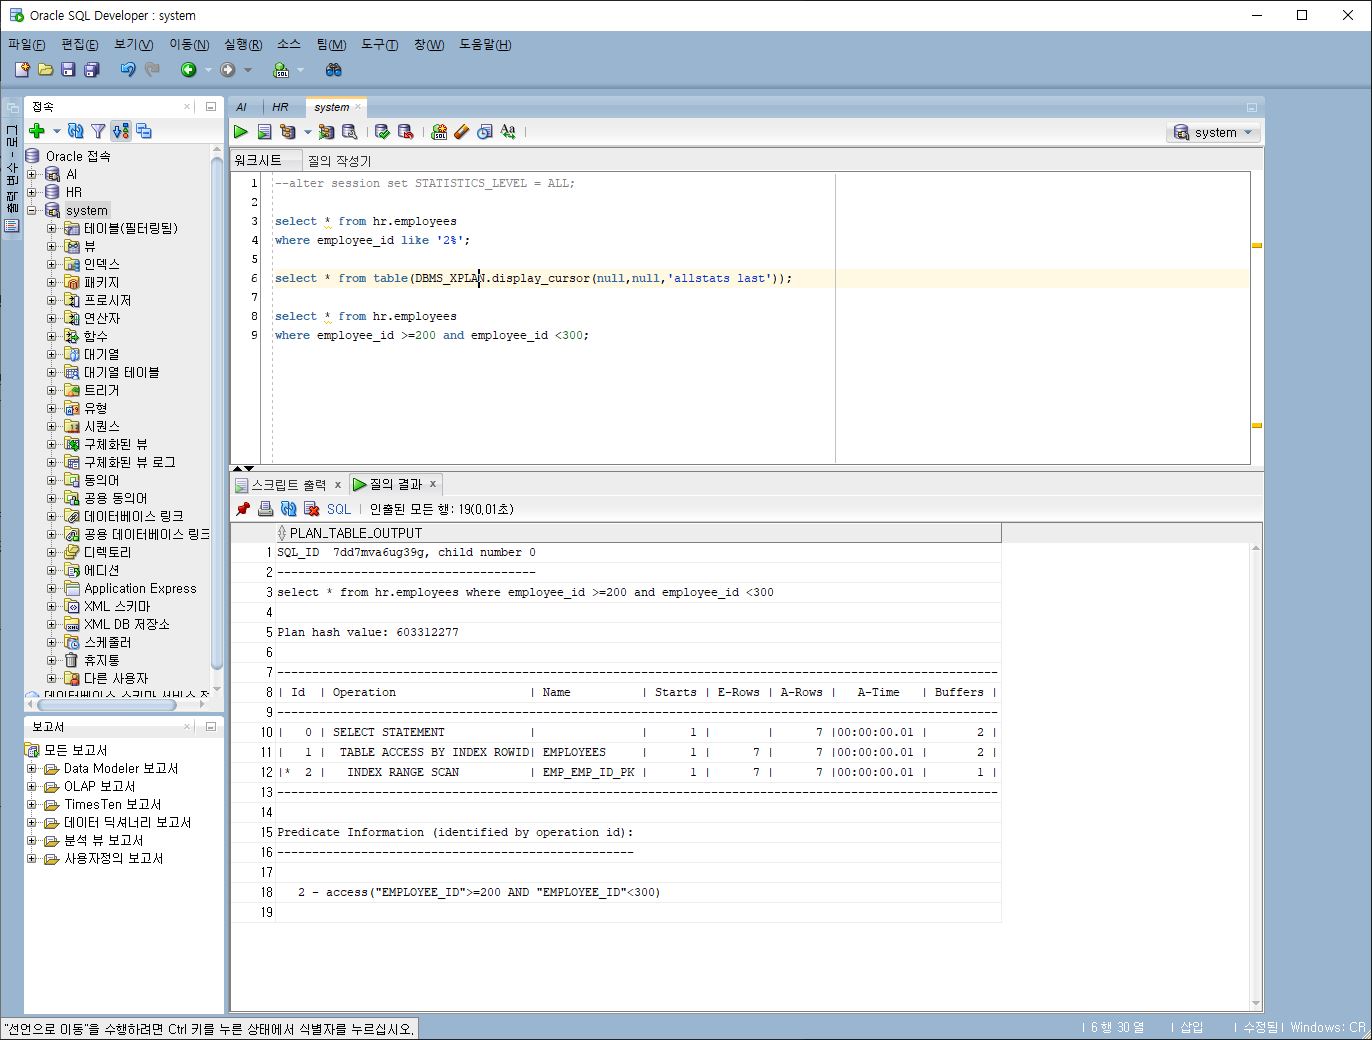 Oracle SQL Developer : system
파일(F) 편집(E) 보기(V) 이동(N) 실행(R) 소스 팀(M) 도구(T) 창(W) 도움말(H)
접속
Oracle 접속
AI
HR
system
테이블(필터링됨)
뷰
인덱스
패키지
프로시저
연산자
함수
대기열
대기열 테이블
트리거
유형
시퀀스
구체화된 뷰
구체화된 뷰 로그
동의어
공용 동의어
데이터베이스 링크
공용 데이터베이스 링크
디렉토리
에디션
Application Express
XML 스키마
XML DB 저장소
스케줄러
휴지통
다른 사용자
보고서
모든 보고서
Data Modeler 보고서
OLAP 보고서
TimesTen 보고서
데이터 딕셔너리 보고서
분석 뷰 보고서
사용자정의 보고서
AI HR system
system
워크시트 질의 작성기
1 --alter session set STATISTICS_LEVEL = ALL;
2
3 select * from hr.employees
4 where employee_id like '2%';
5
6 select * from table(DBMS_XPLAN.display_cursor(null,null,'allstats last'));
7
8 select * from hr.employees
9 where employee_id >=200 and employee_id <300;
스크립트 출력 x 질의 결과 x
SQL | 인출된 모든 행: 19(0.01초)
PLAN_TABLE_OUTPUT
1 SQL_ID  7dd7mva6ug39g, child number 0
2 -------------------------------------
3 select * from hr.employees where employee_id >=200 and employee_id <300
4
5 Plan hash value: 603312277
6
7 -------------------------------------------------------------------------------------------------------
8 | Id  | Operation                   | Name          | Starts | E-Rows | A-Rows |   A-Time   | Buffers |
9 -------------------------------------------------------------------------------------------------------
10 |   0 | SELECT STATEMENT            |               |      1 |        |      7 |00:00:00.01 |       2 |
11 |   1 |  TABLE ACCESS BY INDEX ROWID| EMPLOYEES     |      1 |      7 |      7 |00:00:00.01 |       2 |
12 |*  2 |   INDEX RANGE SCAN          | EMP_EMP_ID_PK |      1 |      7 |      7 |00:00:00.01 |       1 |
13 -------------------------------------------------------------------------------------------------------
14
15 Predicate Information (identified by operation id):
16 ---------------------------------------------------
17
18    2 - access("EMPLOYEE_ID">=200 AND "EMPLOYEE_ID"<300)
19
"선언으로 이동"을 수행하려면 Ctrl 키를 누른 상태에서 식별자를 누르십시오.
| 6 행 30 열 | 삽입 | 수정됨 | Windows: CR